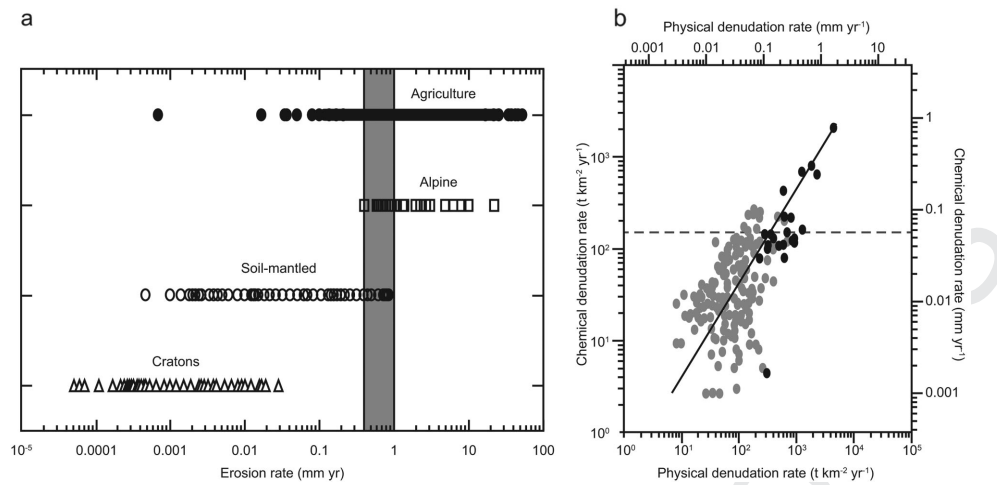 a
Agriculture
Alpine
Soil-mantled
Cratons
10-5 0.0001 0.001 0.01 0.1 1 10 100
Erosion rate (mm yr)
b
Physical denudation rate (mm yr-1)
0.001 0.01 0.1 1 10
Chemical denudation rate (t km-2 yr-1)
103
102
101
100
1
0.1
0.01
0.001
Chemical denudation rate (mm yr-1)
100 101 102 103 104 105
Physical denudation rate (t km-2 yr-1)